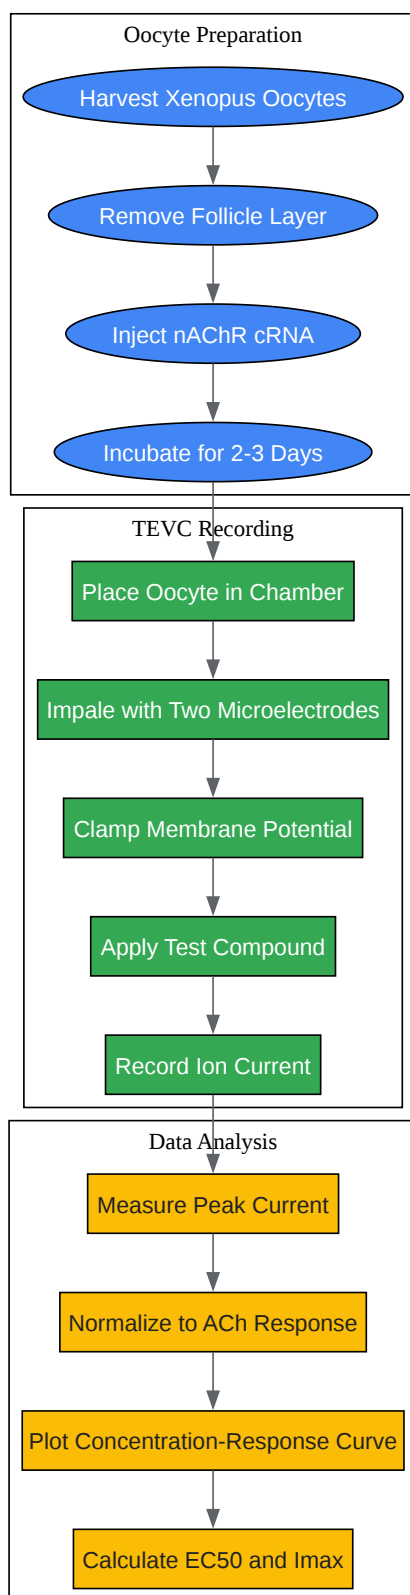 Oocyte Preparation
Harvest Xenopus Oocytes
Remove Follicle Layer
Inject nAChR cRNA
Incubate for 2-3 Days
TEVC Recording
Place Oocyte in Chamber
Impale with Two Microelectrodes
Clamp Membrane Potential
Apply Test Compound
Record Ion Current
Data Analysis
Measure Peak Current
Normalize to ACh Response
Plot Concentration-Response Curve
Calculate EC50 and Imax